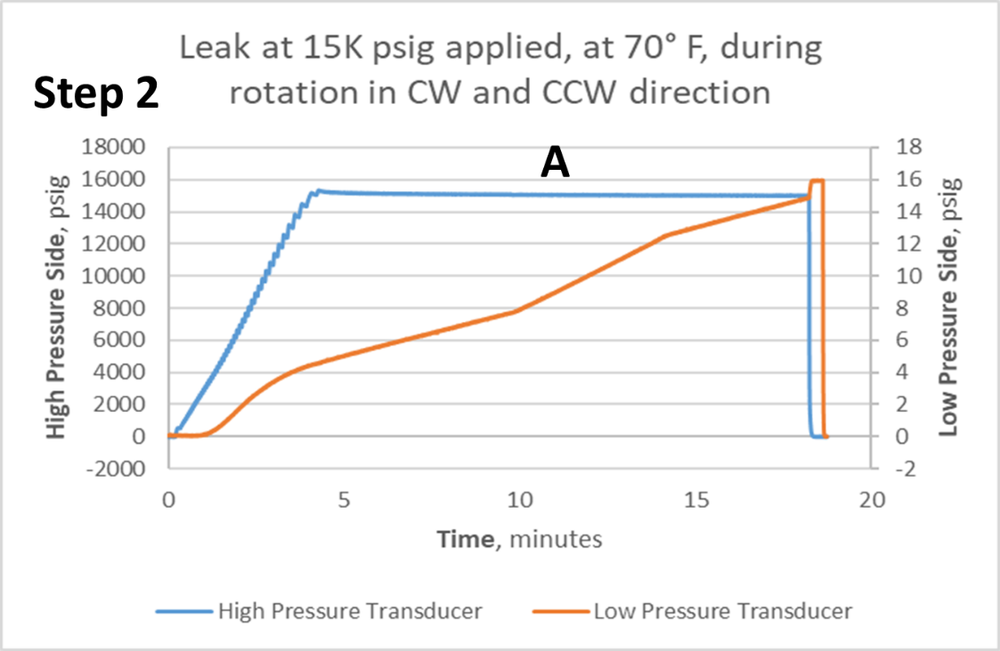 Leak at 15K psig applied, at 70° F, during
Step 2
rotation in CW and CCW direction
A
High Pressure Side, psig
18000
16000
14000
12000
10000
8000
6000
4000
2000
0
-2000
18
16
14
12
10
8
6
4
2
0
-2
Low Pressure Side, psig
0 5 10 15 20
Time, minutes
High Pressure Transducer Low Pressure Transducer